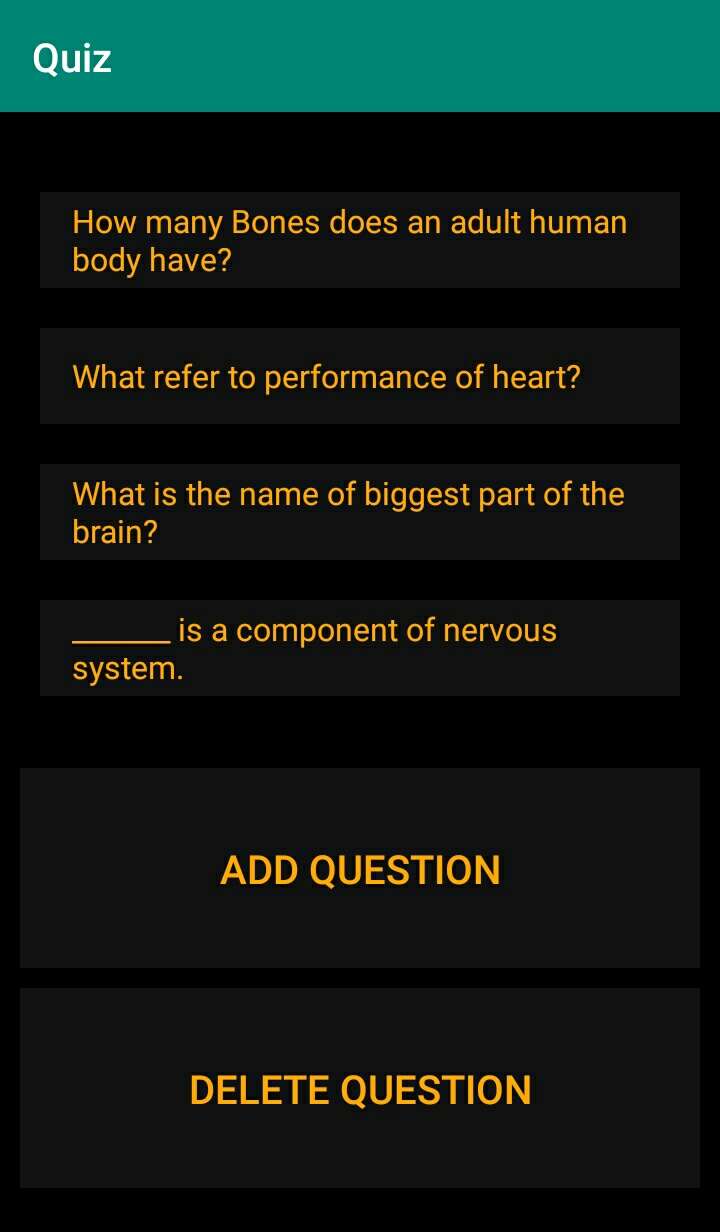 Quiz
How many Bones does an adult human
body have?
What refer to performance of heart?
What is the name of biggest part of the
brain?
_______ is a component of nervous
system.
ADD QUESTION
DELETE QUESTION